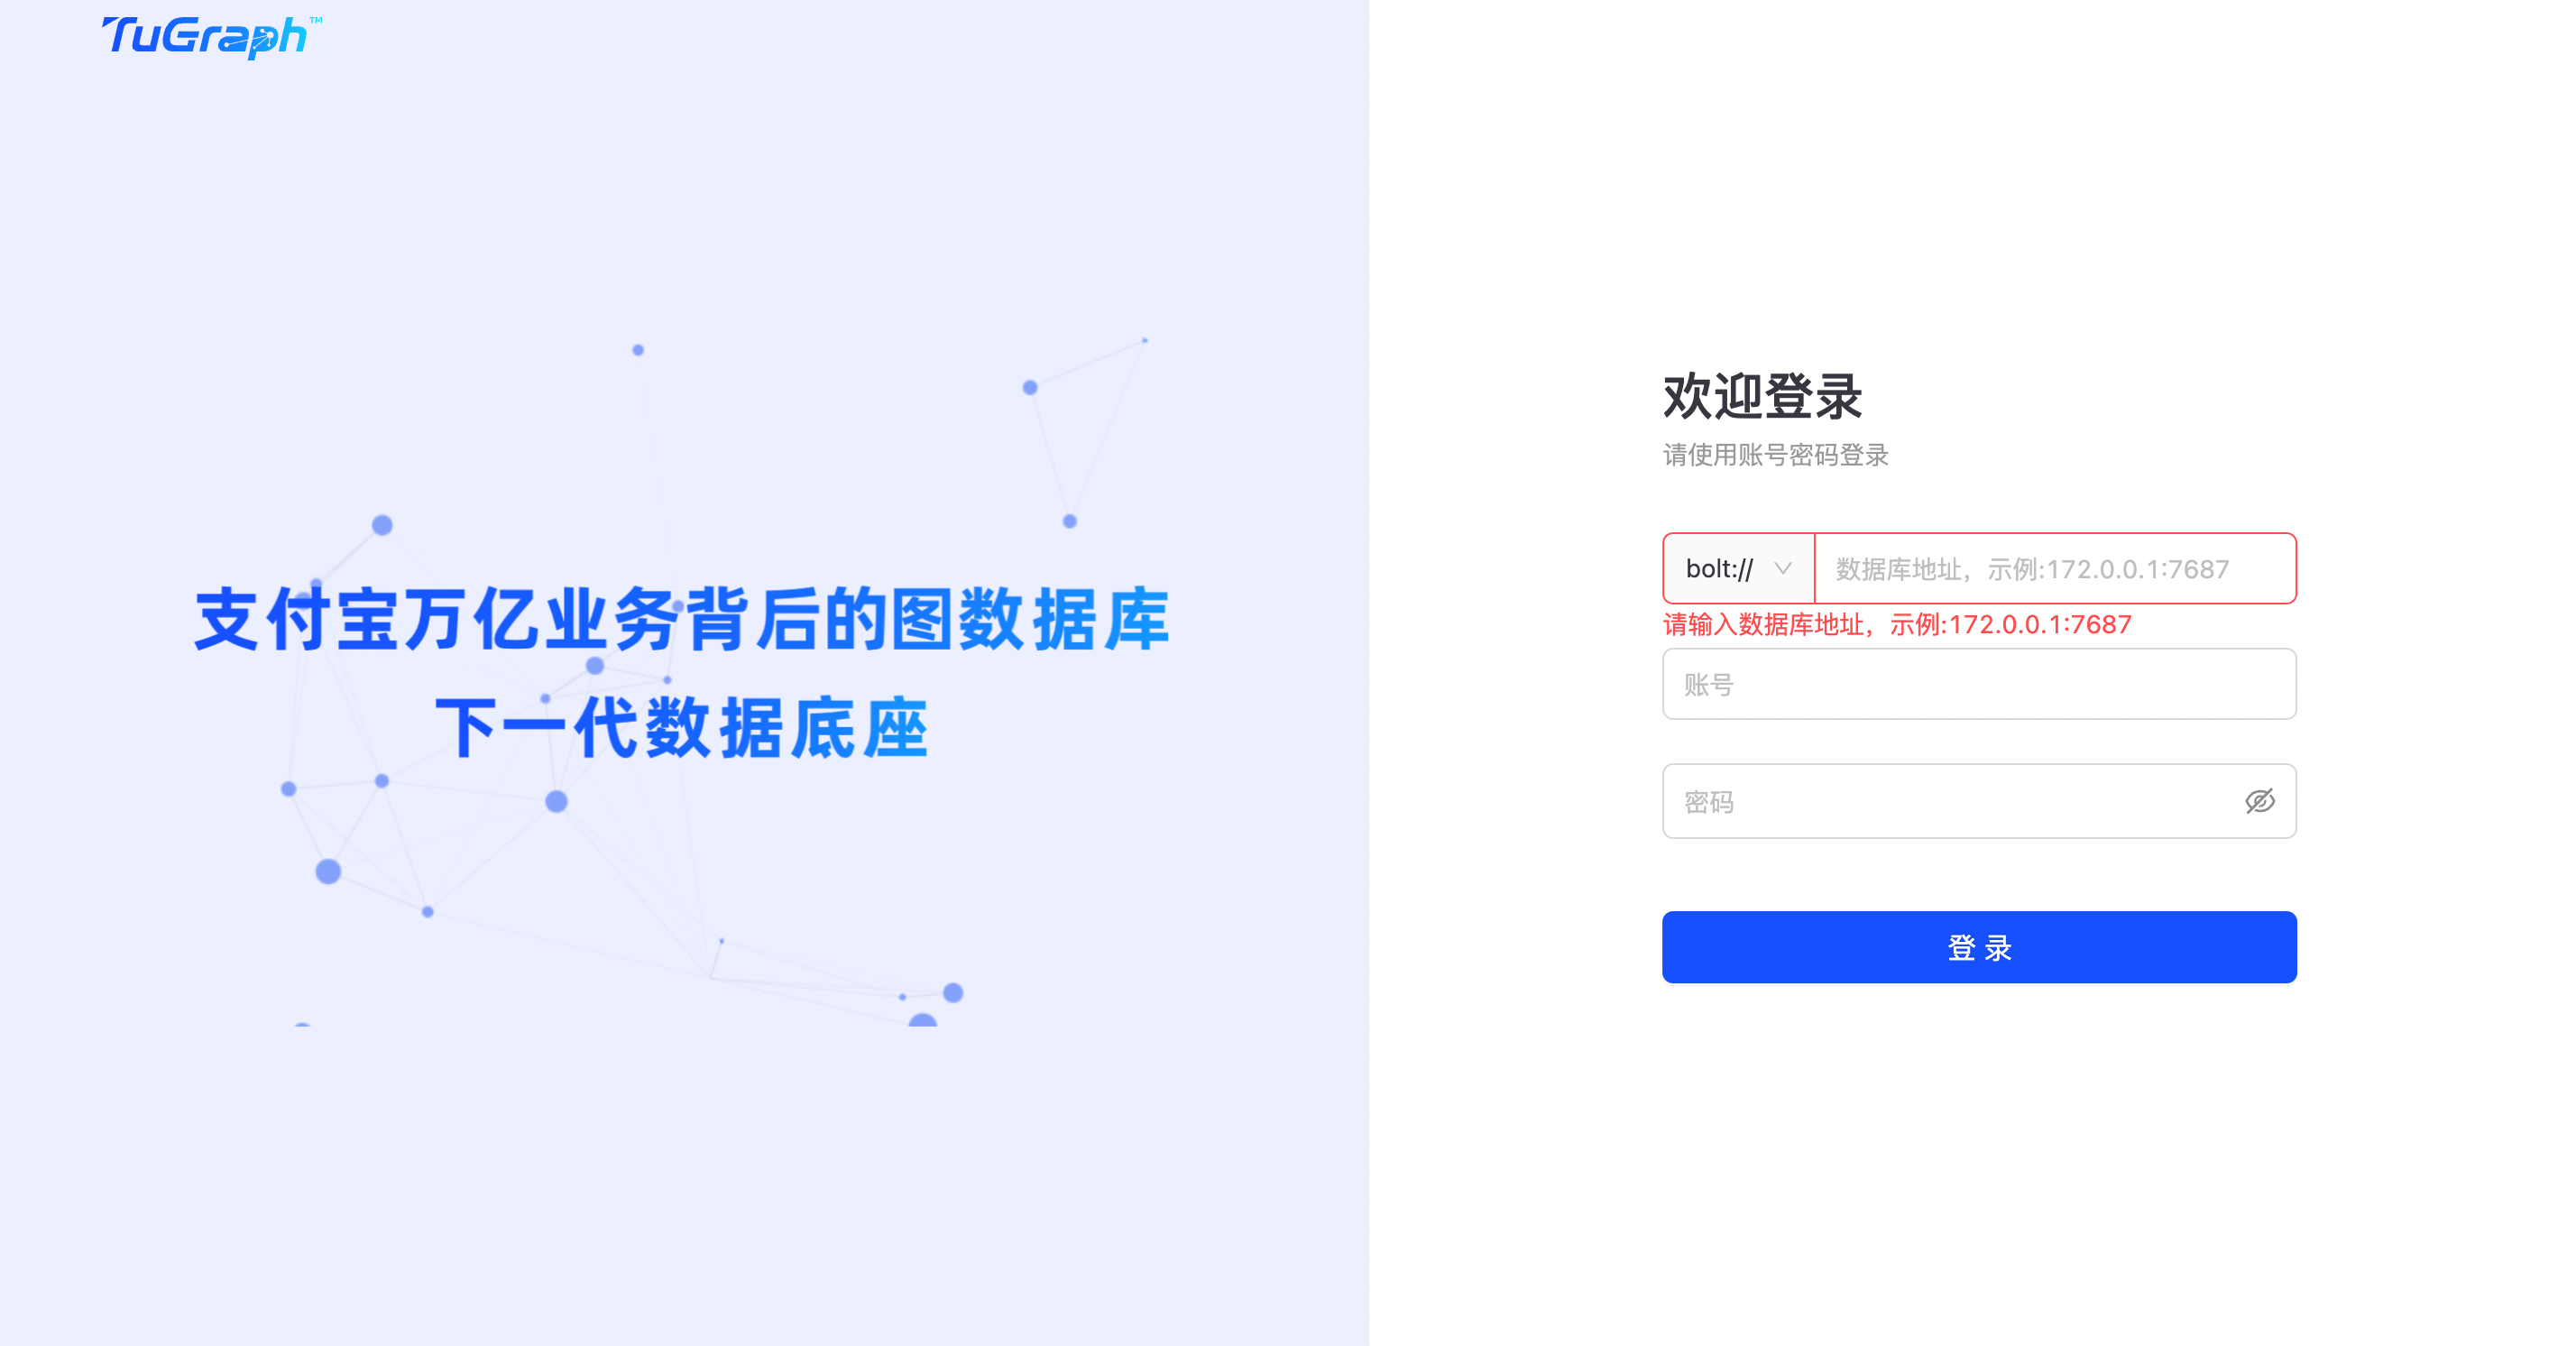 TuGraph™
支付宝万亿业务背后的图数据库
下一代数据底座
欢迎登录
请使用账号密码登录
bolt:// 数据库地址，示例:172.0.0.1:7687
请输入数据库地址，示例:172.0.0.1:7687
账号
密码
登 录